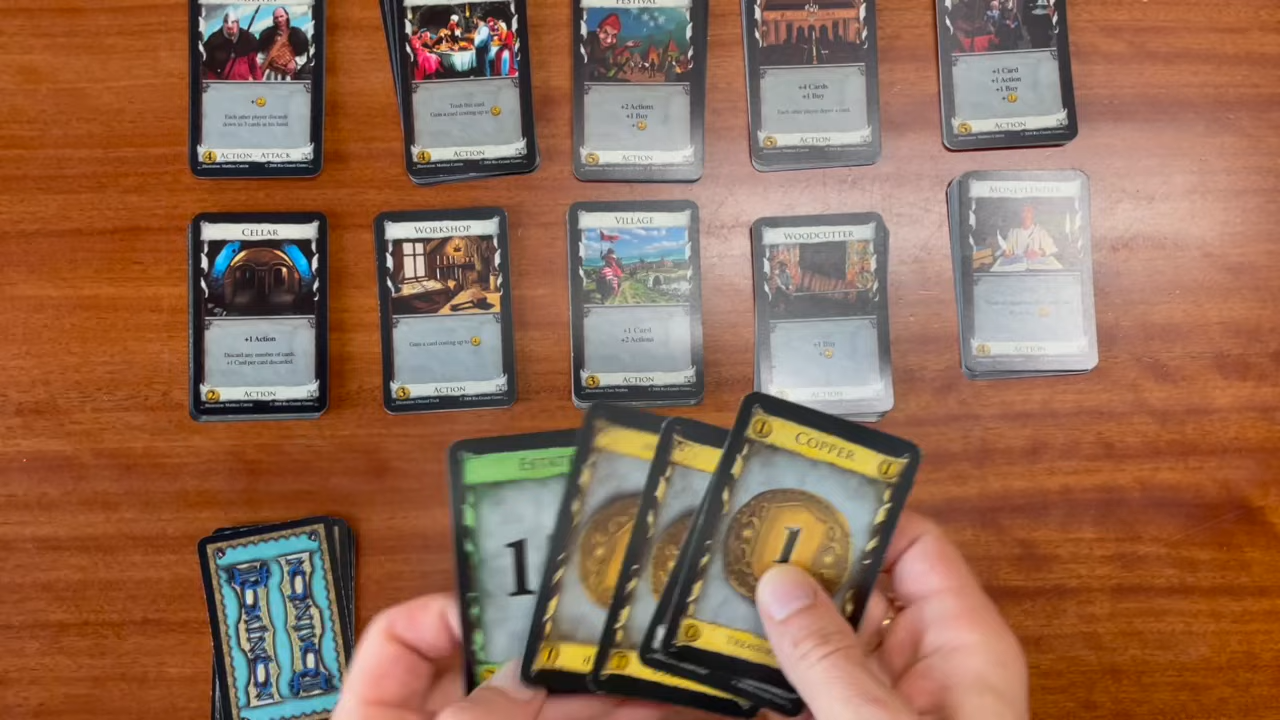 Each other player discards
down to 3 cards in his hand.
4 ACTION – ATTACK
Trash this card.
Gain a card costing up to 5
4 ACTION
FESTIVAL
+2 Actions
+1 Buy
+2
5 ACTION
+4 Cards
+1 Buy
Each other player draws a card.
5 ACTION
+1 Card
+1 Action
+1 Buy
+1
5 ACTION
CELLAR
+1 Action
Discard any number of cards.
+1 Card per card discarded.
2 ACTION
WORKSHOP
Gain a card costing up to 4
3 ACTION
VILLAGE
+1 Card
+2 Actions
3 ACTION
WOODCUTTER
+1 Buy
+2
ACTION
MONEYLENDER
4 ACTION
1
1 COPPER 1
1
0
DOMINION
DOMINION